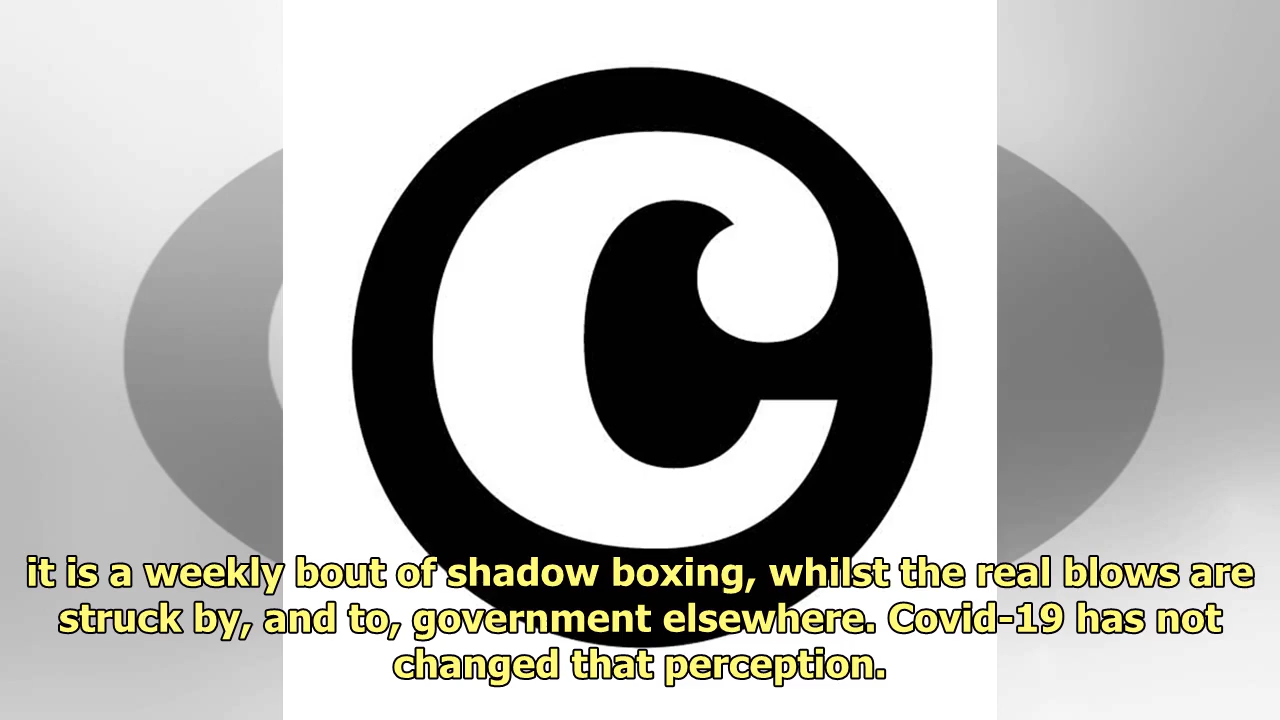 C
it is a weekly bout of shadow boxing, whilst the real blows are
struck by, and to, government elsewhere. Covid-19 has not
changed that perception.